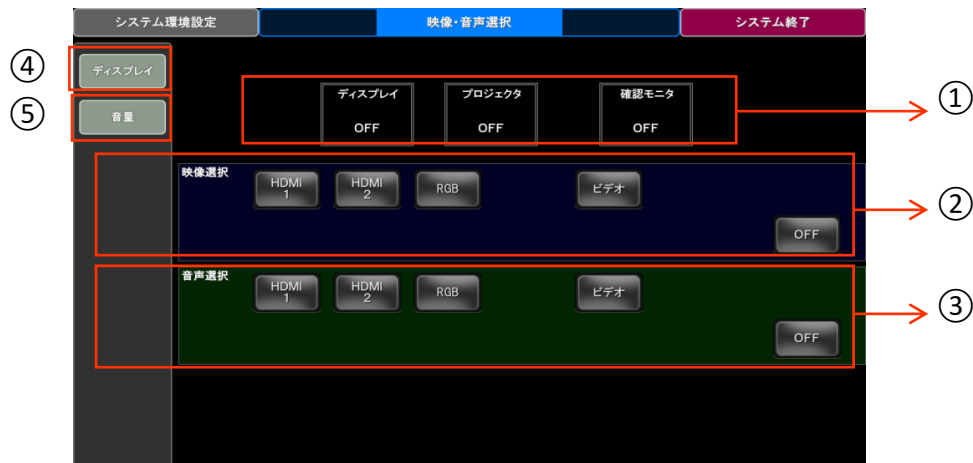 システム環境設定
映像・音声選択
システム終了
④
ディスプレイ
⑤
音量
ディスプレイ
OFF
プロジェクタ
OFF
確認モニタ
OFF
①
映像選択
HDMI
1
HDMI
2
RGB
ビデオ
OFF
②
音声選択
HDMI
1
HDMI
2
RGB
ビデオ
OFF
③